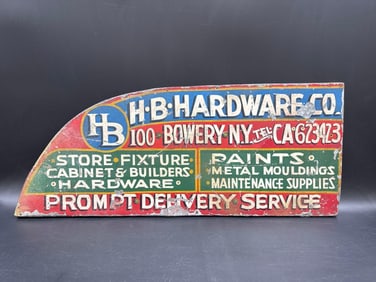 H·B·HARDWARE CO.
HB
100·BOWERY·N.Y. TEL. CA·6-7347
STORE·FIXTURE
CABINET & BUILDERS
·HARDWARE·
PAINTS·
·METAL MOULDINGS
·MAINTENANCE SUPPLIES
PROMPT DELIVERY SERVICE